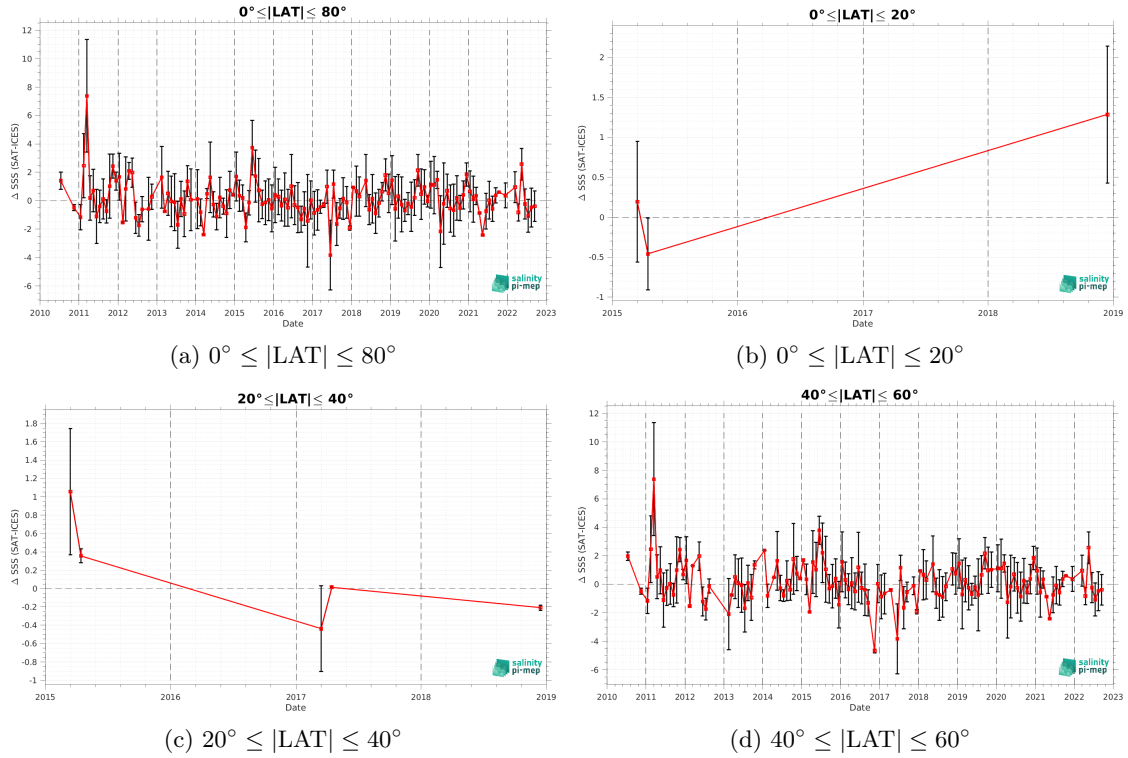 0°≤|LAT|≤ 80°
12
10
8
6
4
2
0
-2
-4
-6
Δ SSS (SAT-ICES)
2010 2011 2012 2013 2014 2015 2016 2017 2018 2019 2020 2021 2022 2023
Date
salinity
pi-mep
(a) 0° ≤ |LAT| ≤ 80°
0°≤|LAT|≤ 20°
2
1.5
1
0.5
0
-0.5
-1
Δ SSS (SAT-ICES)
2015 2016 2017 2018 2019
Date
salinity
pi-mep
(b) 0° ≤ |LAT| ≤ 20°
20°≤|LAT|≤ 40°
1.8
1.6
1.4
1.2
1
0.8
0.6
0.4
0.2
0
-0.2
-0.4
-0.6
-0.8
-1
Δ SSS (SAT-ICES)
2015 2016 2017 2018 2019
Date
salinity
pi-mep
(c) 20° ≤ |LAT| ≤ 40°
40°≤|LAT|≤ 60°
12
10
8
6
4
2
0
-2
-4
-6
Δ SSS (SAT-ICES)
2010 2011 2012 2013 2014 2015 2016 2017 2018 2019 2020 2021 2022 2023
Date
salinity
pi-mep
(d) 40° ≤ |LAT| ≤ 60°